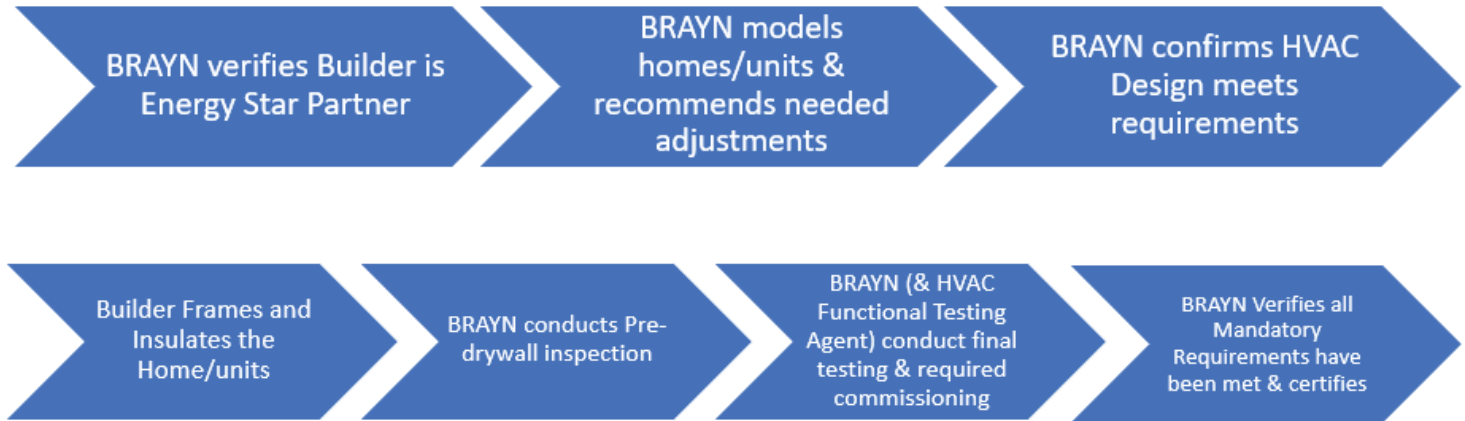 BRAYN verifies Builder is
Energy Star Partner
BRAYN models
homes/units &
recommends needed
adjustments
BRAYN confirms HVAC
Design meets
requirements
Builder Frames and
Insulates the
Home/units
BRAYN conducts Pre-
drywall inspection
BRAYN (& HVAC
Functional Testing
Agent) conduct final
testing & required
commissioning
BRAYN Verifies all
Mandatory
Requirements have
been met & certifies